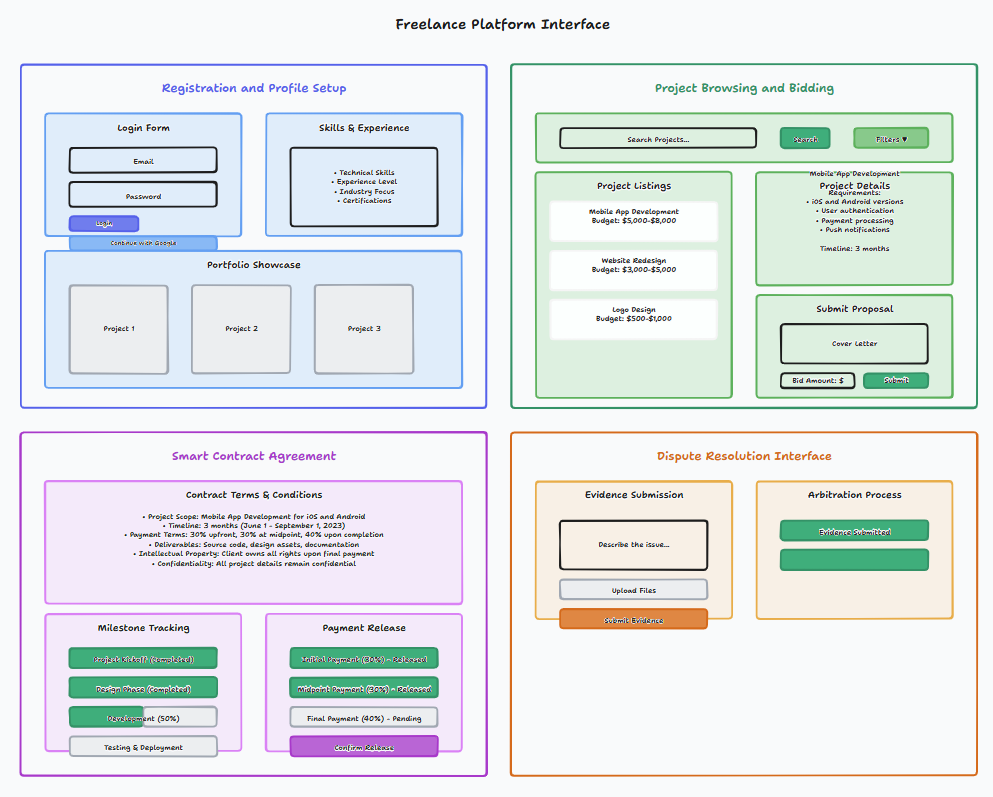 Freelance Platform Interface
Registration and Profile Setup
Login Form
Email
Password
Login
Continue with Google
Skills & Experience
• Technical Skills
• Experience Level
• Industry Focus
• Certifications
Portfolio Showcase
Project 1
Project 2
Project 3
Project Browsing and Bidding
Search Projects...
Search
Filters ▼
Project Listings
Mobile App Development
Budget: $5,000-$8,000
Website Redesign
Budget: $3,000-$5,000
Logo Design
Budget: $500-$1,000
Mobile App Development
Project Details
Requirements:
• iOS and Android versions
• User authentication
• Payment processing
• Push notifications
Timeline: 3 months
Submit Proposal
Cover Letter
Bid Amount: $
Submit
Smart Contract Agreement
Contract Terms & Conditions
• Project Scope: Mobile App Development for iOS and Android
• Timeline: 3 months (June 1 - September 1, 2023)
• Payment Terms: 30% upfront, 30% at midpoint, 40% upon completion
• Deliverables: Source code, design assets, documentation
• Intellectual Property: Client owns all rights upon final payment
• Confidentiality: All project details remain confidential
Milestone Tracking
Project Kickoff (Completed)
Design Phase (Completed)
Development (50%)
Testing & Deployment
Payment Release
Initial Payment (30%) - Released
Midpoint Payment (30%) - Released
Final Payment (40%) - Pending
Confirm Release
Dispute Resolution Interface
Evidence Submission
Describe the issue...
Upload Files
Submit Evidence
Arbitration Process
Evidence Submitted